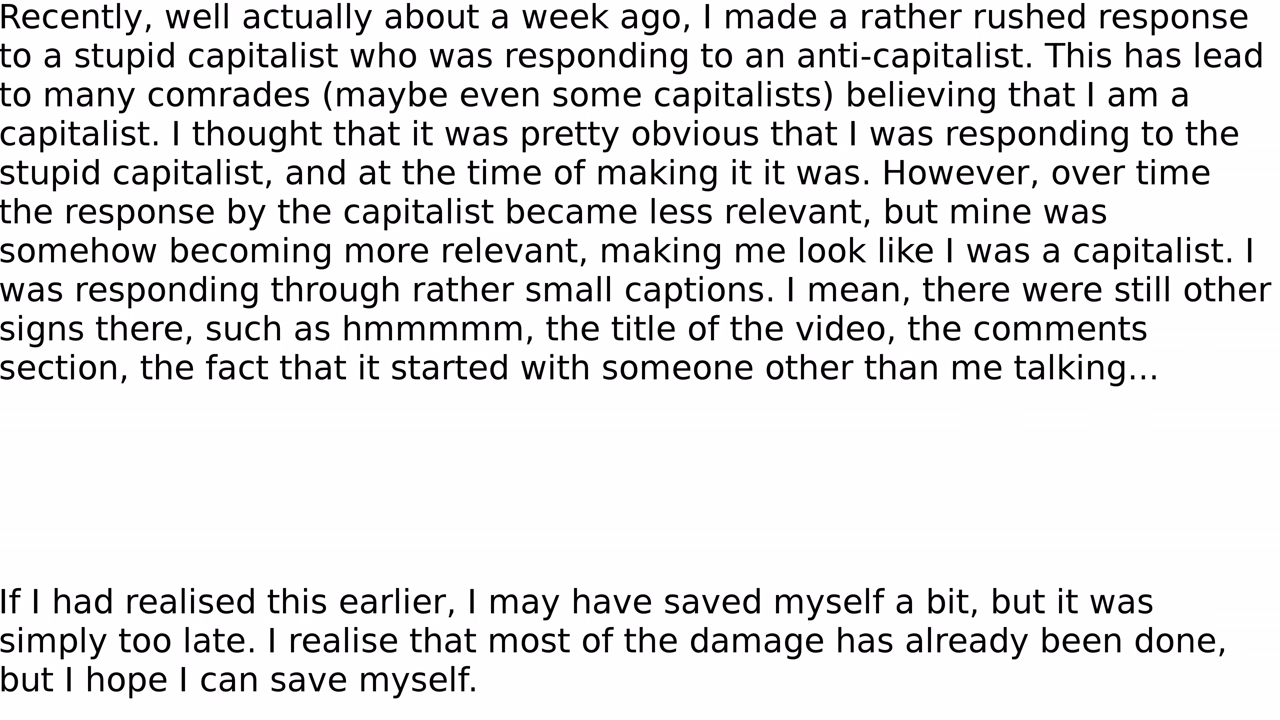 Recently, well actually about a week ago, I made a rather rushed response
to a stupid capitalist who was responding to an anti-capitalist. This has lead
to many comrades (maybe even some capitalists) believing that I am a
capitalist. I thought that it was pretty obvious that I was responding to the
stupid capitalist, and at the time of making it it was. However, over time
the response by the capitalist became less relevant, but mine was
somehow becoming more relevant, making me look like I was a capitalist. I
was responding through rather small captions. I mean, there were still other
signs there, such as hmmmmm, the title of the video, the comments
section, the fact that it started with someone other than me talking...
If I had realised this earlier, I may have saved myself a bit, but it was
simply too late. I realise that most of the damage has already been done,
but I hope I can save myself.